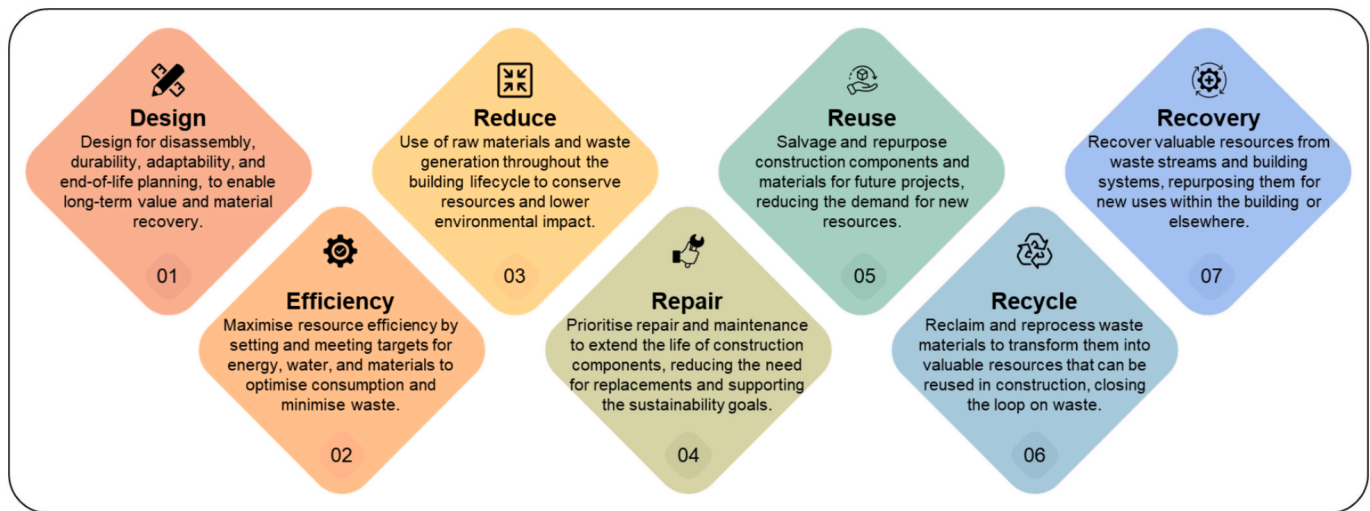 Design
Design for disassembly,
durability, adaptability, and
end-of-life planning, to enable
long-term value and material
recovery.
01
Efficiency
Maximise resource efficiency by
setting and meeting targets for
energy, water, and materials to
optimise consumption and
minimise waste.
02
Reduce
Use of raw materials and waste
generation throughout the
building lifecycle to conserve
resources and lower
environmental impact.
03
Repair
Prioritise repair and maintenance
to extend the life of construction
components, reducing the need
for replacements and supporting
the sustainability goals.
04
Reuse
Salvage and repurpose
construction components and
materials for future projects,
reducing the demand for new
resources.
05
Recycle
Reclaim and reprocess waste
materials to transform them into
valuable resources that can be
reused in construction, closing
the loop on waste.
06
Recovery
Recover valuable resources from
waste streams and building
systems, repurposing them for
new uses within the building or
elsewhere.
07